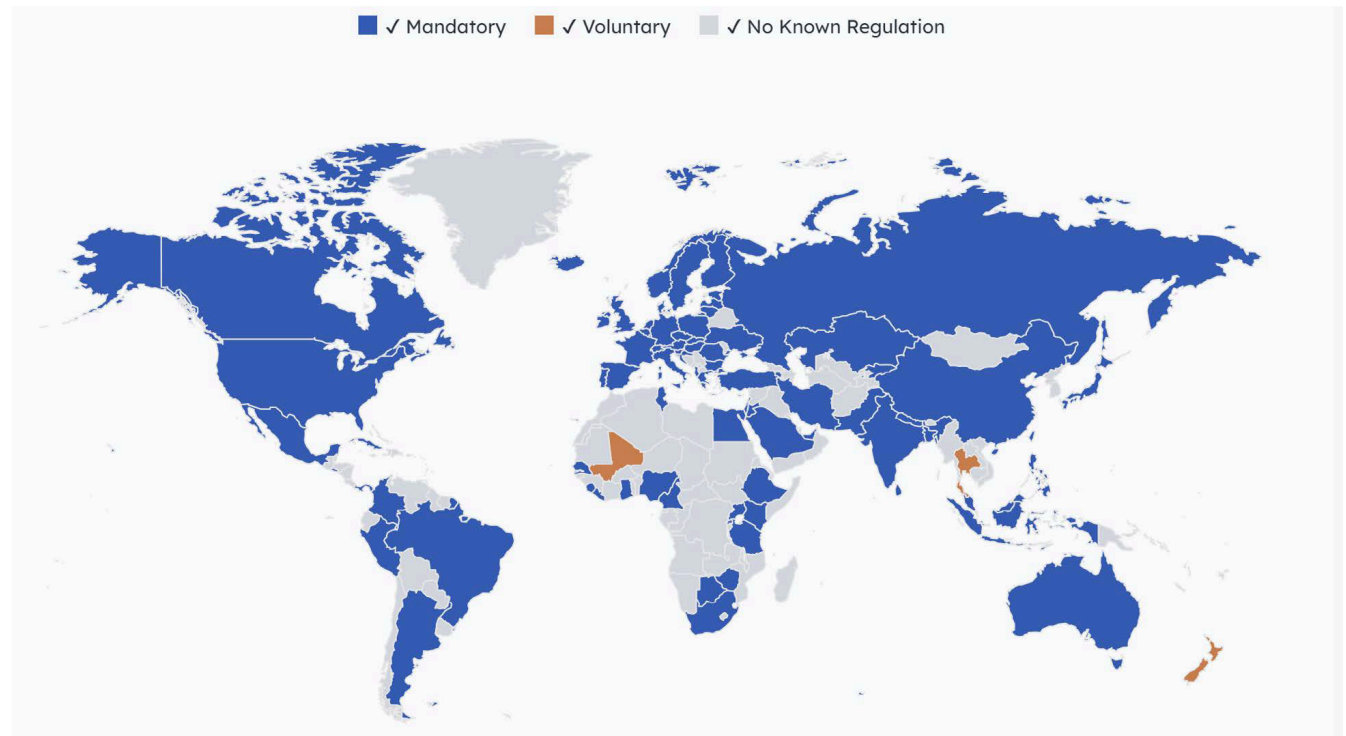 ✓ Mandatory ✓ Voluntary ✓ No Known Regulation